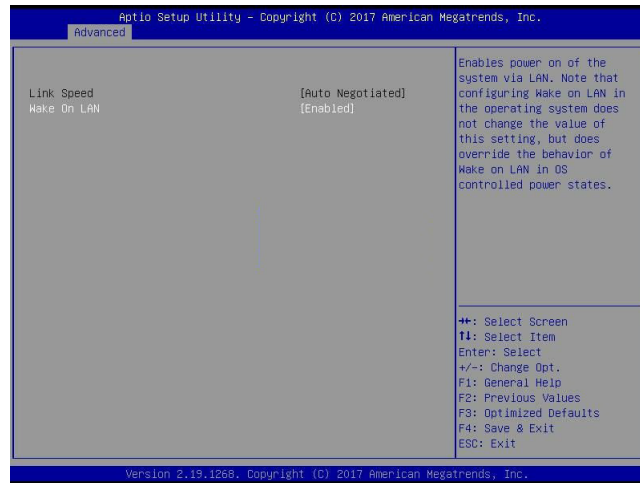 Aptio Setup Utility - Copyright (C) 2017 American Megatrends, Inc.
Advanced
Link Speed [Auto Negotiated]
Wake On LAN [Enabled]
Enables power on of the
system via LAN. Note that
configuring Wake on LAN in
the operating system does
not change the value of
this setting, but does
override the behavior of
Wake on LAN in OS
controlled power states.
→←: Select Screen
↑↓: Select Item
Enter: Select
+/-: Change Opt.
F1: General Help
F2: Previous Values
F3: Optimized Defaults
F4: Save & Exit
ESC: Exit
Version 2.19.1268. Copyright (C) 2017 American Megatrends, Inc.